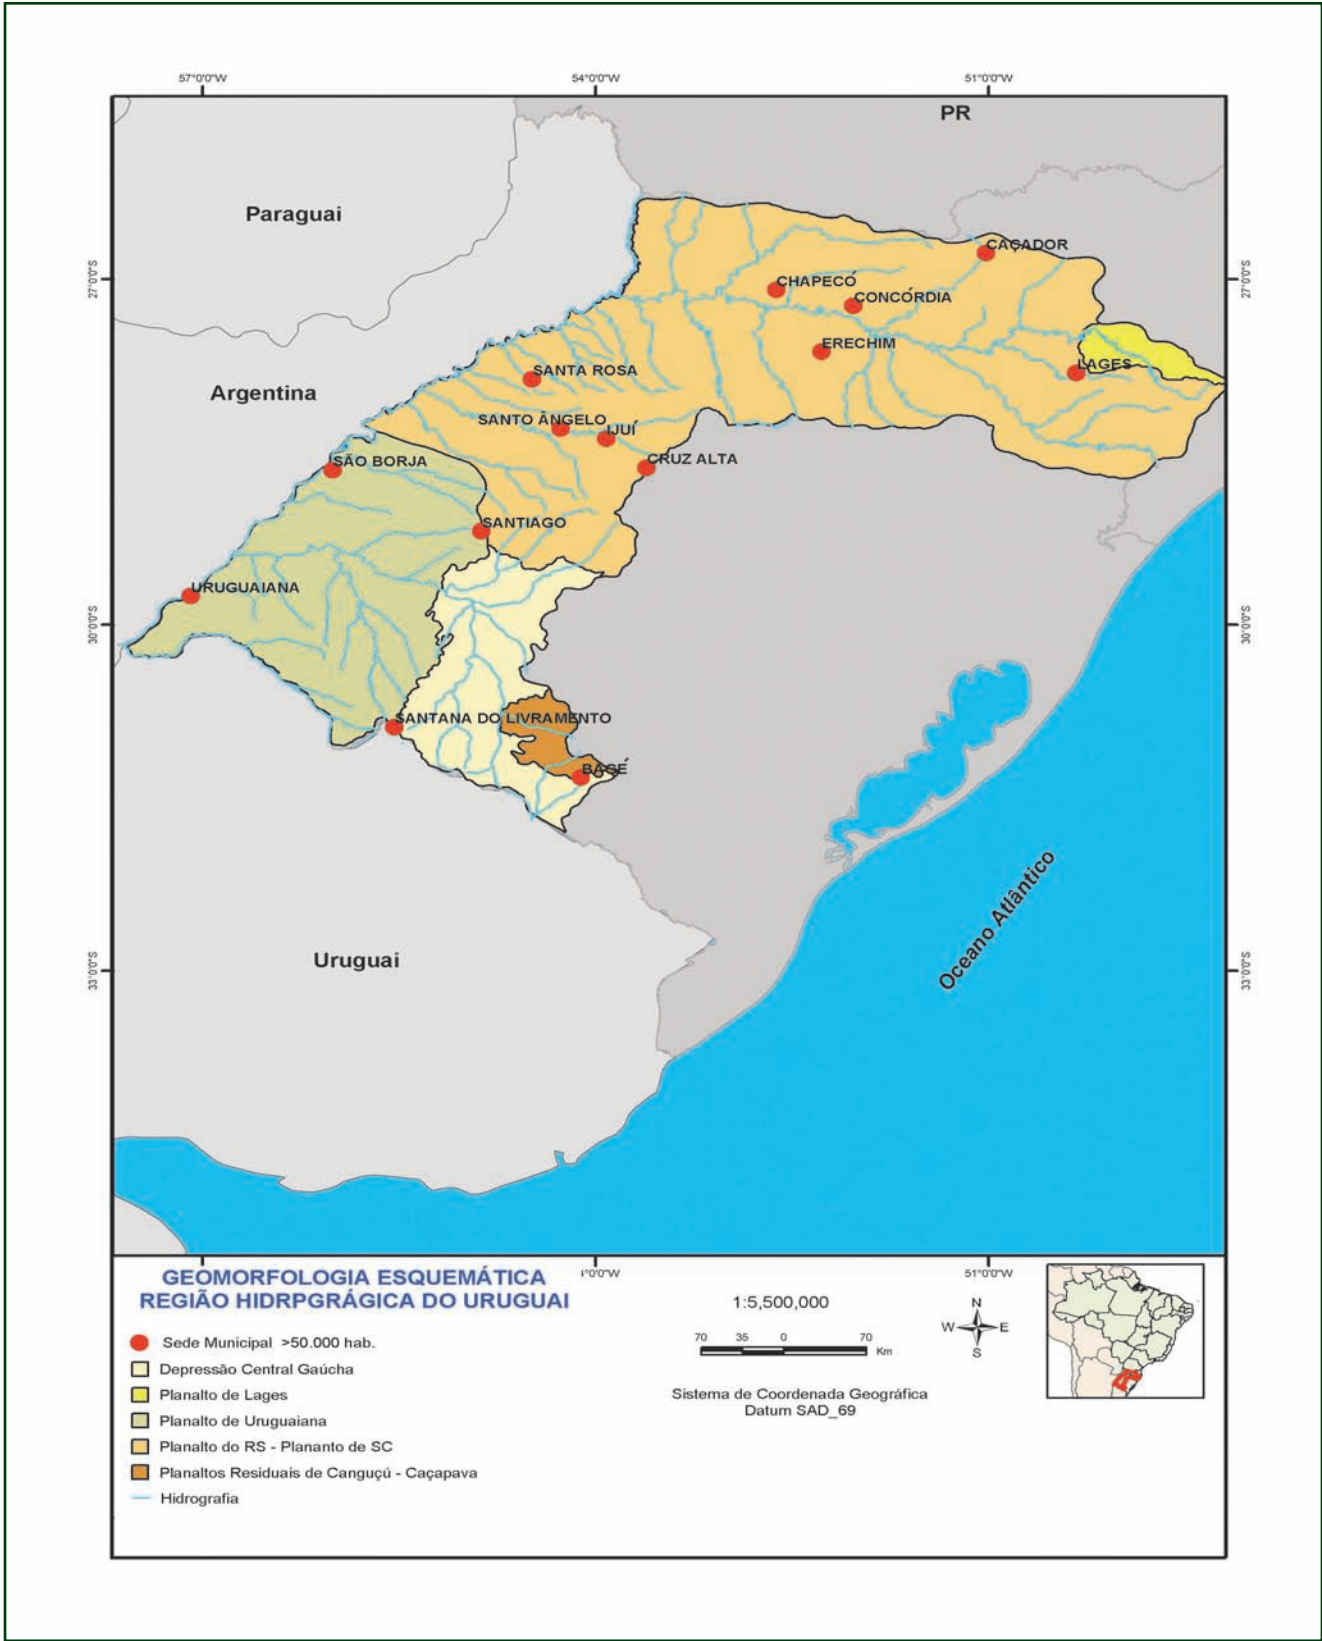 57°0'0"W 54°0'0"W 51°0'0"W
PR
Paraguai
CAÇADOR
27°0'0"S 27°0'0"S
CHAPECÓ
CONCÓRDIA
ERECHIM
LAGES
SANTA ROSA
Argentina
SANTO ÂNGELO
IJUÍ
CRUZ ALTA
SÃO BORJA
SANTIAGO
URUGUAIANA
30°0'0"S 30°0'0"S
SANTANA DO LIVRAMENTO
BAGÉ
Oceano Atlântico
Uruguai
33°0'0"S 33°0'0"S
GEOMORFOLOGIA ESQUEMÁTICA
REGIÃO HIDRPGRÁGICA DO URUGUAI
Sede Municipal >50.000 hab.
Depressão Central Gaúcha
Planalto de Lages
Planalto de Uruguaiana
Planalto do RS - Plananto de SC
Planaltos Residuais de Canguçú - Caçapava
Hidrografia
°0'0"W 51°0'0"W
1:5,500,000
70 35 0 70
Km
N
W E
S
Sistema de Coordenada Geográfica
Datum SAD_69